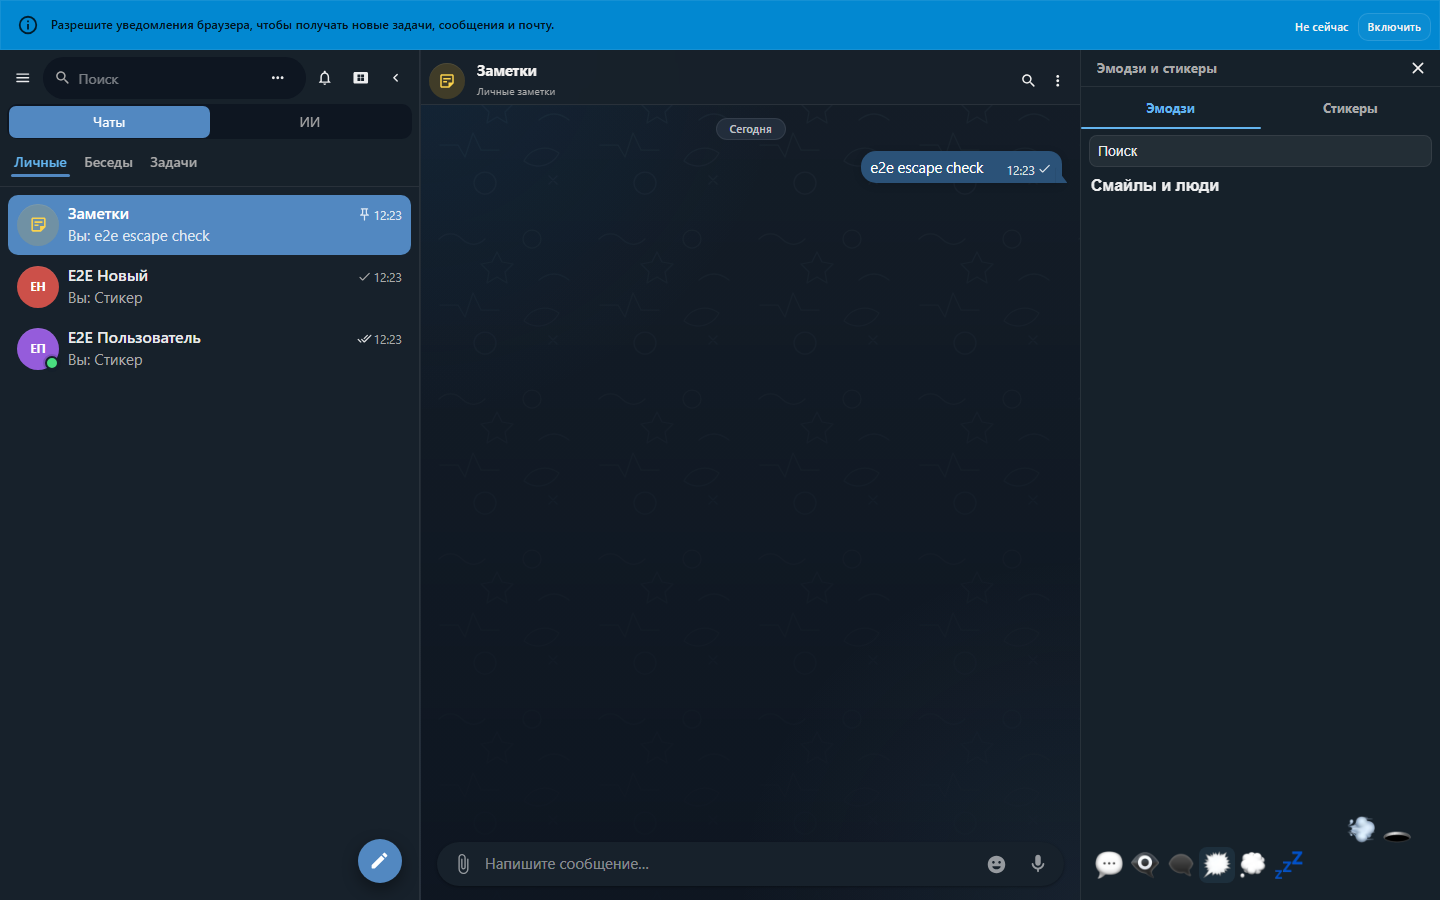 Разрешите уведомления браузера, чтобы получать новые задачи, сообщения и почту.
Не сейчас
Включить
Поиск
Чаты
ИИ
Личные
Беседы
Задачи
Заметки
12:23
Вы: e2e escape check
ЕН
E2E Новый
12:23
Вы: Стикер
ЕП
E2E Пользователь
12:23
Вы: Стикер
Заметки
Личные заметки
Сегодня
e2e escape check
12:23
Напишите сообщение...
Эмодзи и стикеры
Эмодзи
Стикеры
Поиск
Смайлы и люди